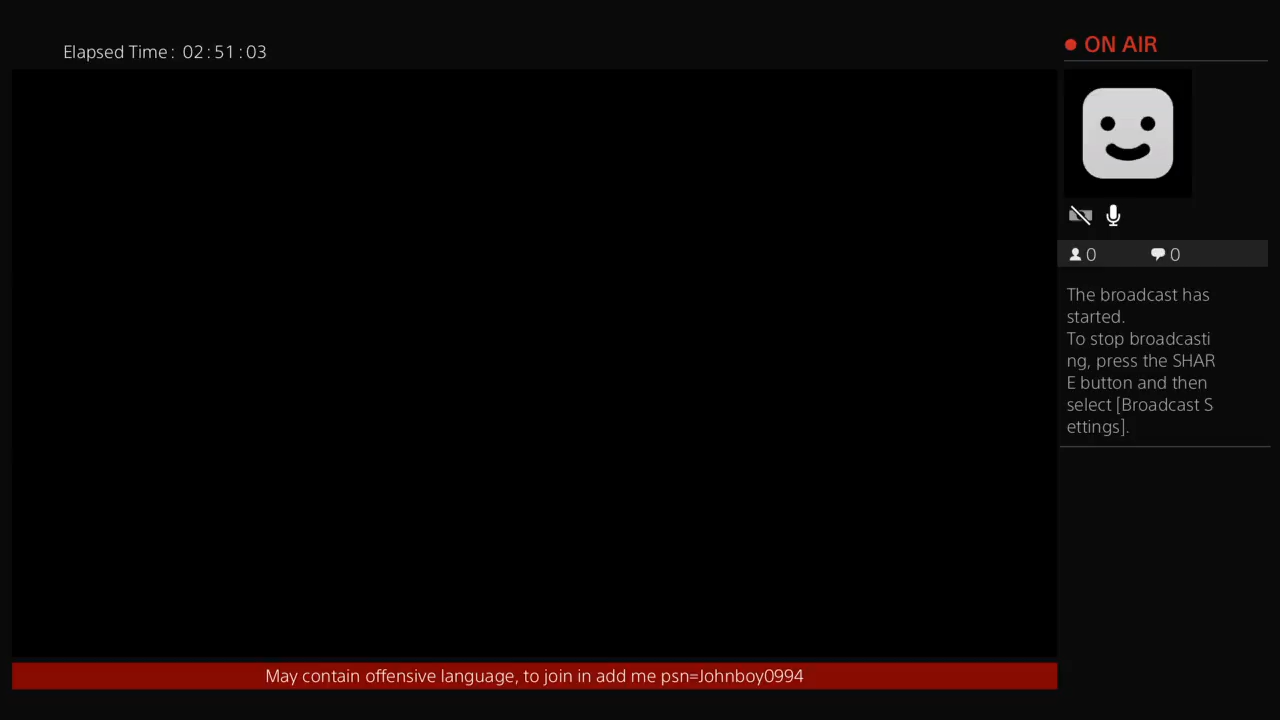 Elapsed Time: 02:51:03
ON AIR
0 0
The broadcast has
started.
To stop broadcasti
ng, press the SHAR
E button and then
select [Broadcast S
ettings].
May contain offensive language, to join in add me psn=Johnboy0994